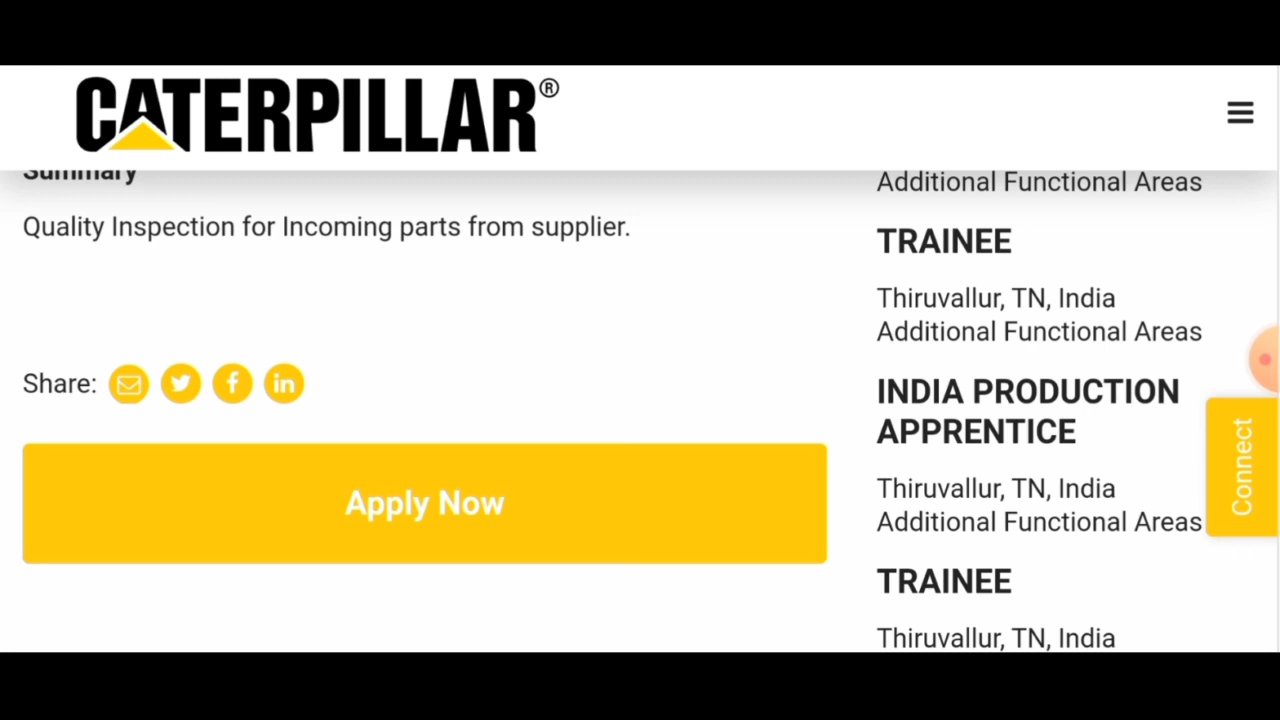 CATERPILLAR®
Summary
Quality Inspection for Incoming parts from supplier.
Share:
Apply Now
Additional Functional Areas
TRAINEE
Thiruvallur, TN, India
Additional Functional Areas
INDIA PRODUCTION
APPRENTICE
Thiruvallur, TN, India
Additional Functional Areas
TRAINEE
Thiruvallur, TN, India
Connect